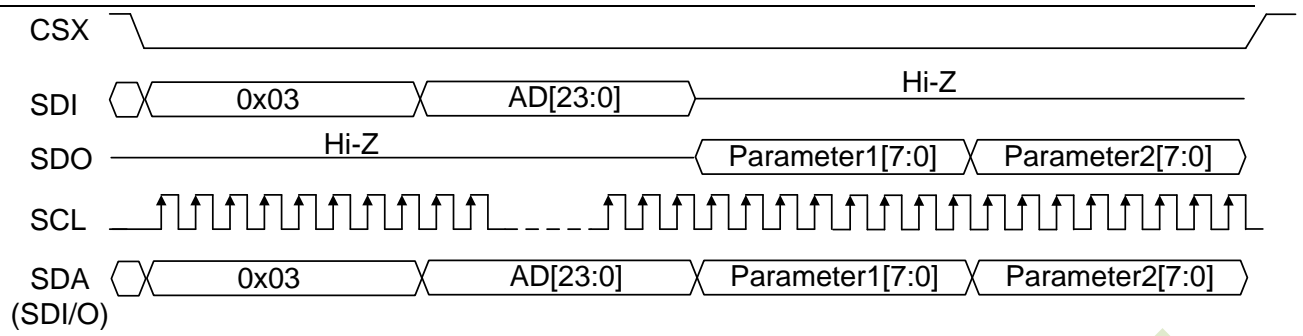 CSX
SDI 0x03 AD[23:0] Hi-Z
SDO Hi-Z Parameter1[7:0] Parameter2[7:0]
SCL
SDA 0x03 AD[23:0] Parameter1[7:0] Parameter2[7:0]
(SDI/O)